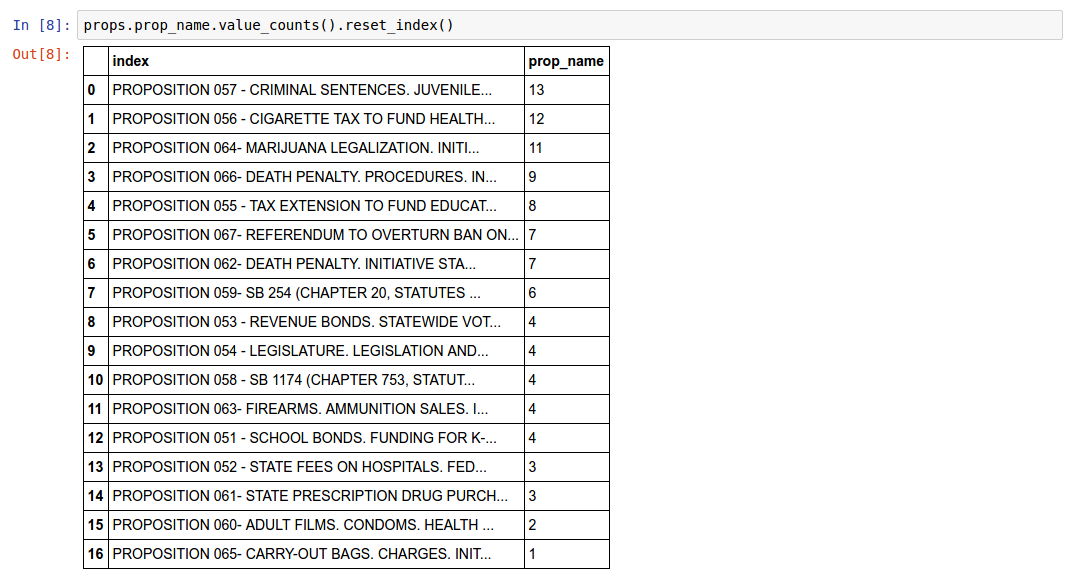 In [8]: props.prop_name.value_counts().reset_index()
Out[8]:
index prop_name
0 PROPOSITION 057 - CRIMINAL SENTENCES. JUVENILE... 13
1 PROPOSITION 056 - CIGARETTE TAX TO FUND HEALTH... 12
2 PROPOSITION 064- MARIJUANA LEGALIZATION. INITI... 11
3 PROPOSITION 066- DEATH PENALTY. PROCEDURES. IN... 9
4 PROPOSITION 055 - TAX EXTENSION TO FUND EDUCAT... 8
5 PROPOSITION 067- REFERENDUM TO OVERTURN BAN ON... 7
6 PROPOSITION 062- DEATH PENALTY. INITIATIVE STA... 7
7 PROPOSITION 059- SB 254 (CHAPTER 20, STATUTES ... 6
8 PROPOSITION 053 - REVENUE BONDS. STATEWIDE VOT... 4
9 PROPOSITION 054 - LEGISLATURE. LEGISLATION AND... 4
10 PROPOSITION 058 - SB 1174 (CHAPTER 753, STATUT... 4
11 PROPOSITION 063- FIREARMS. AMMUNITION SALES. I... 4
12 PROPOSITION 051 - SCHOOL BONDS. FUNDING FOR K-... 4
13 PROPOSITION 052 - STATE FEES ON HOSPITALS. FED... 3
14 PROPOSITION 061- STATE PRESCRIPTION DRUG PURCH... 3
15 PROPOSITION 060- ADULT FILMS. CONDOMS. HEALTH ... 2
16 PROPOSITION 065- CARRY-OUT BAGS. CHARGES. INIT... 1